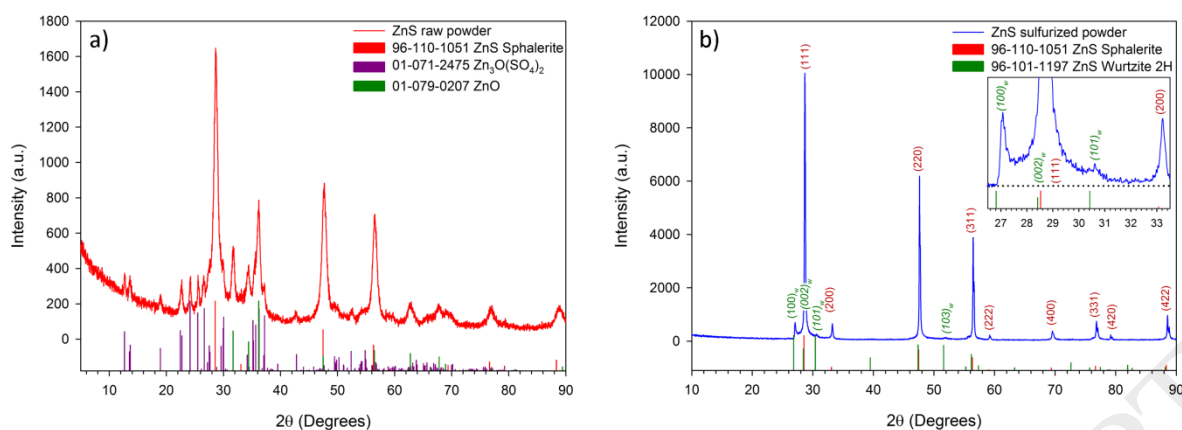 a)
ZnS raw powder
96-110-1051 ZnS Sphalerite
01-071-2475 Zn₃O(SO₄)₂
01-079-0207 ZnO
Intensity (a.u.)
1800
1600
1400
1200
1000
800
600
400
200
0
10 20 30 40 50 60 70 80 90
2θ (Degrees)
b)
ZnS sulfurized powder
96-110-1051 ZnS Sphalerite
96-101-1197 ZnS Wurtzite 2H
Intensity (a.u.)
12000
10000
8000
6000
4000
2000
0
(100)w
(111)
(002)w
(101)w
(200)
(220)
(103)w
(311)
(222)
(400)
(331)
(420)
(422)
(100)w
(002)w
(111)
(101)w
(200)
27 28 29 30 31 32 33
10 20 30 40 50 60 70 80 90
2θ (Degrees)